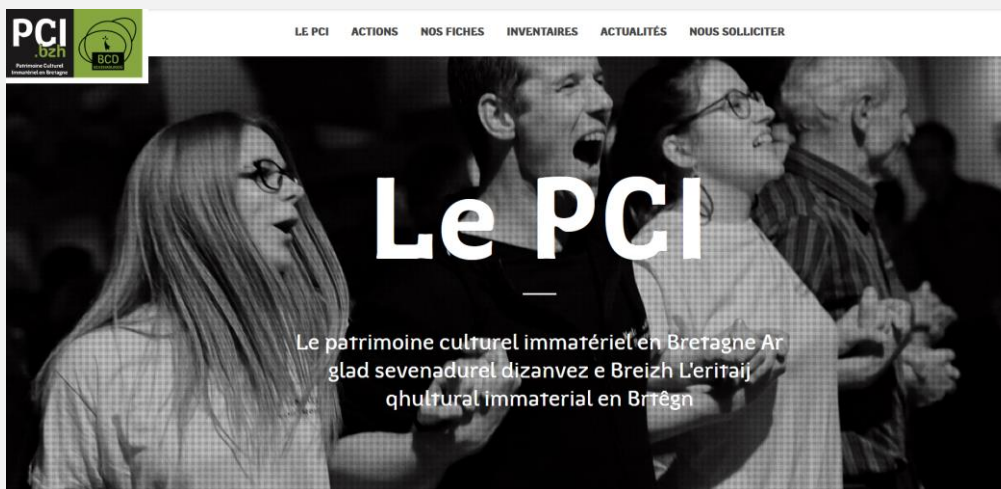 PCI
.bzh
Patrimoine Culturel
Immatériel en Bretagne
BCD
LE PCI ACTIONS NOS FICHES INVENTAIRES ACTUALITÉS NOUS SOLLICITER
Le PCI
Le patrimoine culturel immatériel en Bretagne Ar
glad sevenadurel dizanvez e Breizh L'eritaij
qhultural immaterial en Brtêgn